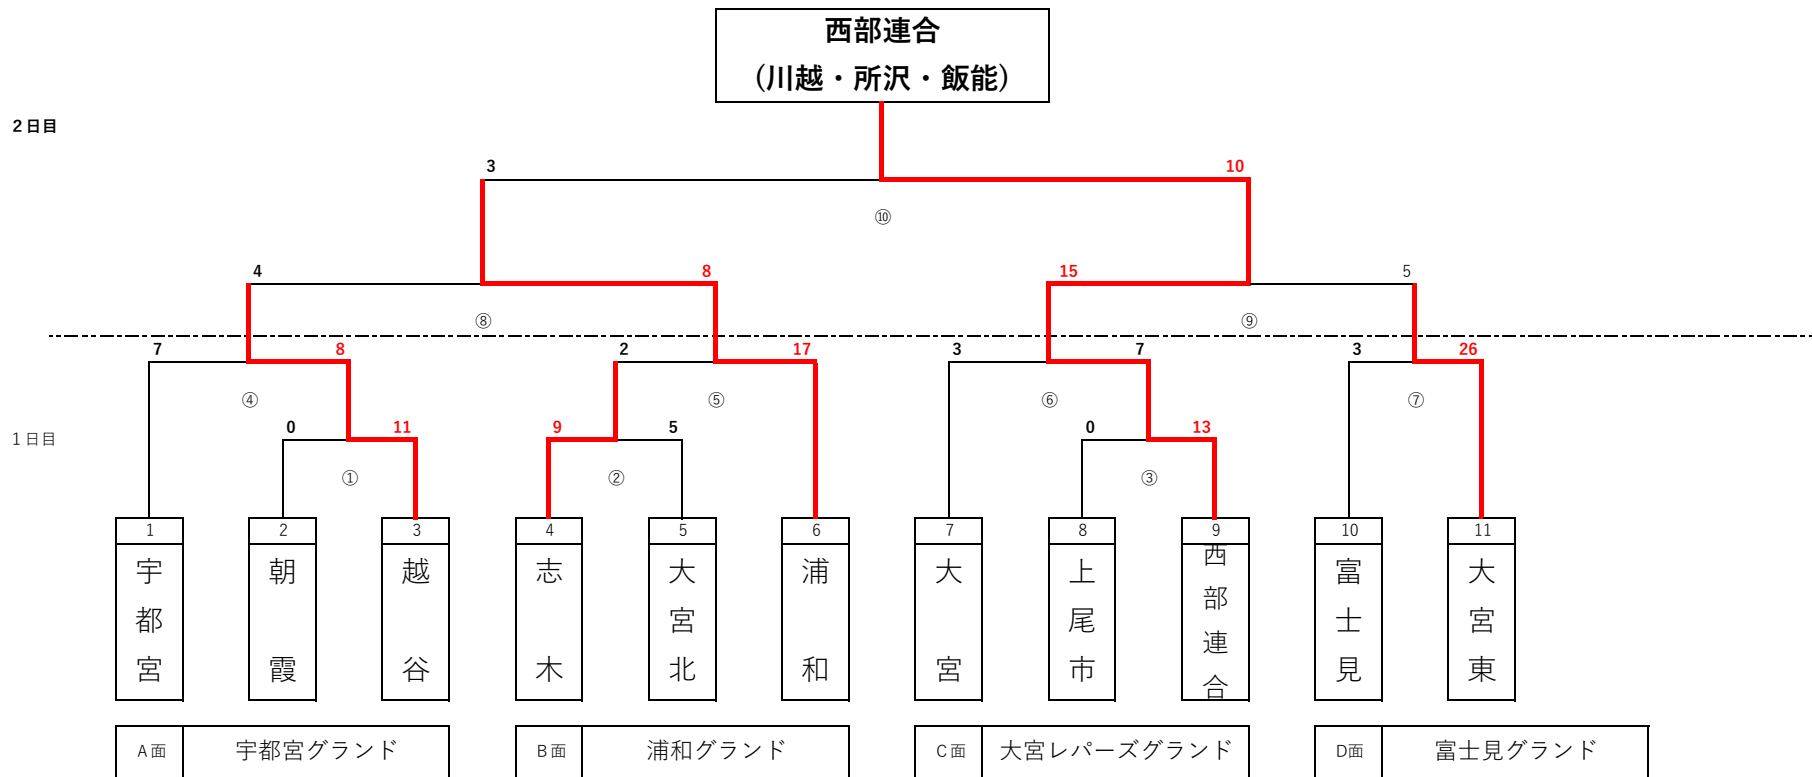 西部連合
(川越・所沢・飯能)
2日目
3 10
⑩
4 8 15 5
⑧ ⑨
7 8 2 17 3 7 3 26
④ ⑤ ⑥ ⑦
1日目
0 11 9 5 0 13
① ② ③
1 2 3 4 5 6 7 8 9 10 11
宇都宮
朝霞
越谷
志木
大宮北
浦和
大宮
上尾市
西部連合
富士見
大宮東
A面 宇都宮グランド B面 浦和グランド C面 大宮レパーズグランド D面 富士見グランド